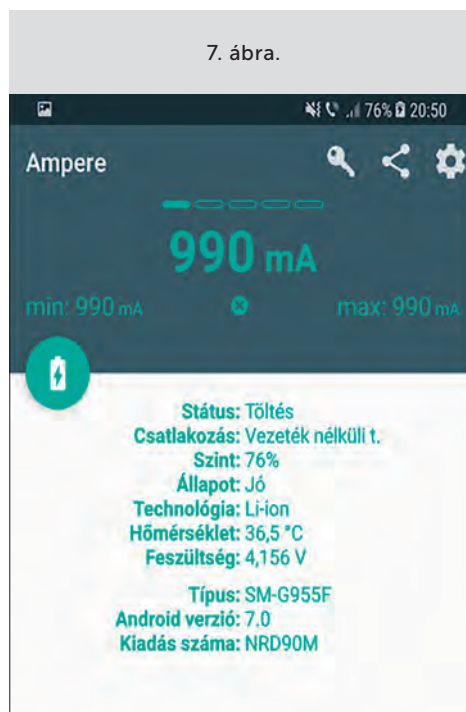 7. ábra.
76% 20:50
Ampere
990 mA
min: 990 mA max: 990 mA
Státus: Töltés
Csatlakozás: Vezeték nélküli t.
Szint: 76%
Állapot: Jó
Technológia: Li-ion
Hőmérséklet: 36,5 °C
Feszültség: 4,156 V
Típus: SM-G955F
Android verzió: 7.0
Kiadás száma: NRD90M